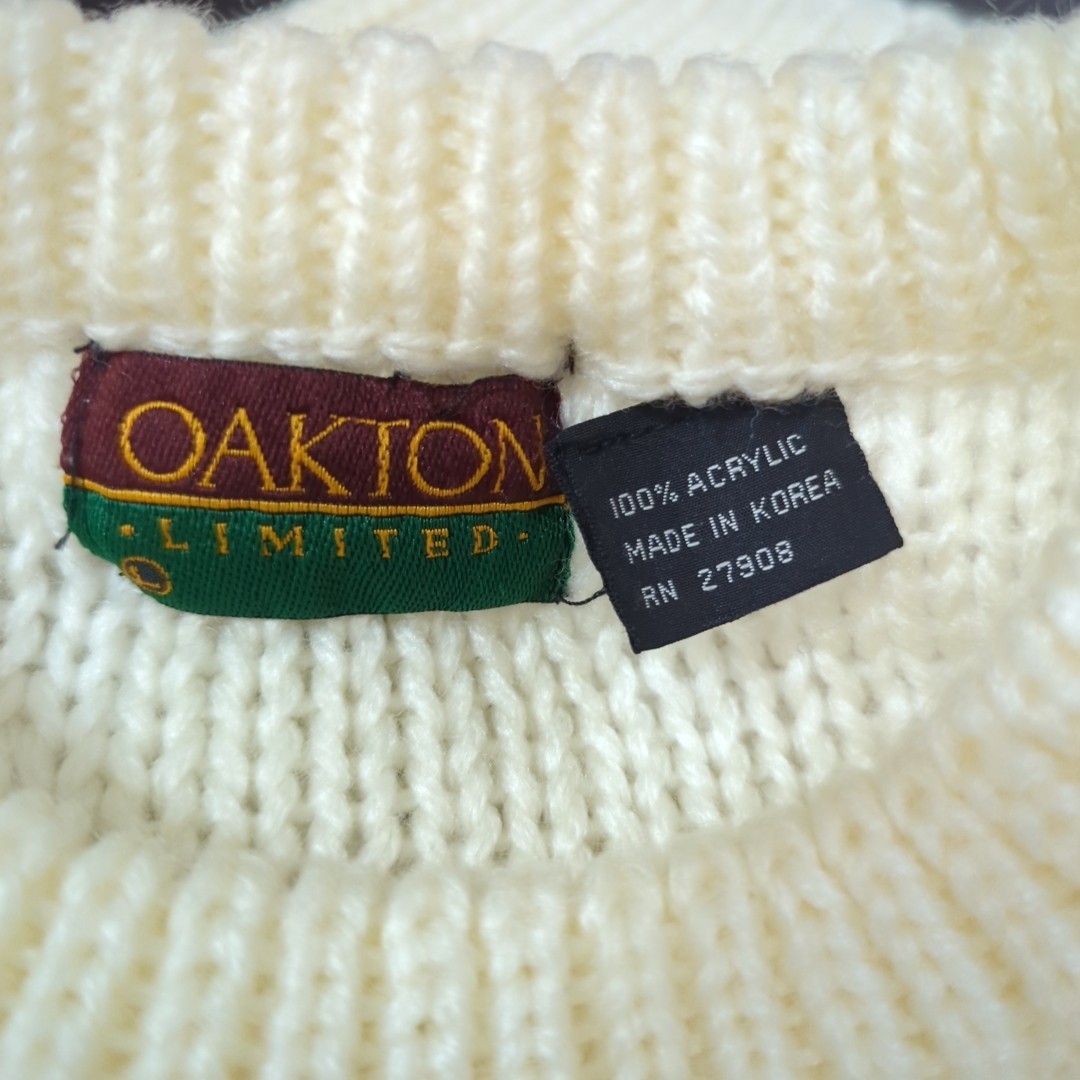 OAKTON
·LIMITED·
L
100% ACRYLIC
MADE IN KOREA
RN 27908